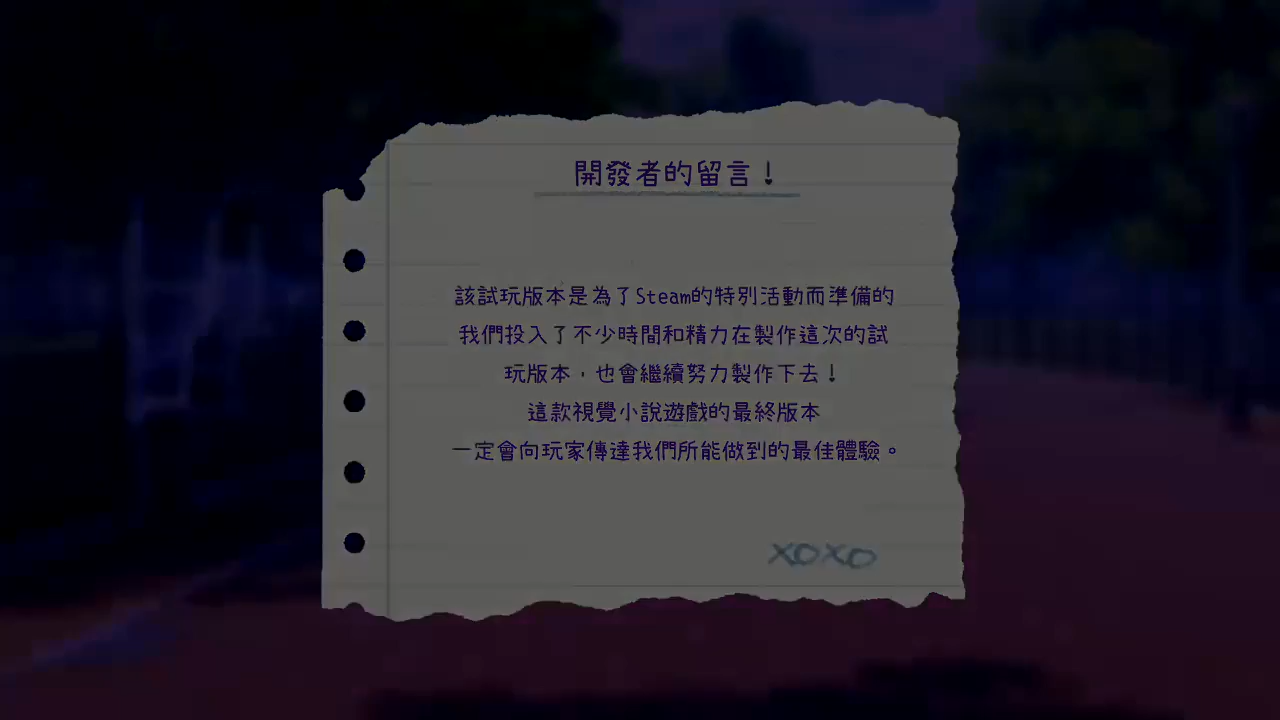 開發者的留言！
該試玩版本是為了Steam的特別活動而準備的
我們投入了不少時間和精力在製作這次的試
玩版本，也會繼續努力製作下去！
這款視覺小說遊戲的最終版本
一定會向玩家傳達我們所能做到的最佳體驗。
XOXO